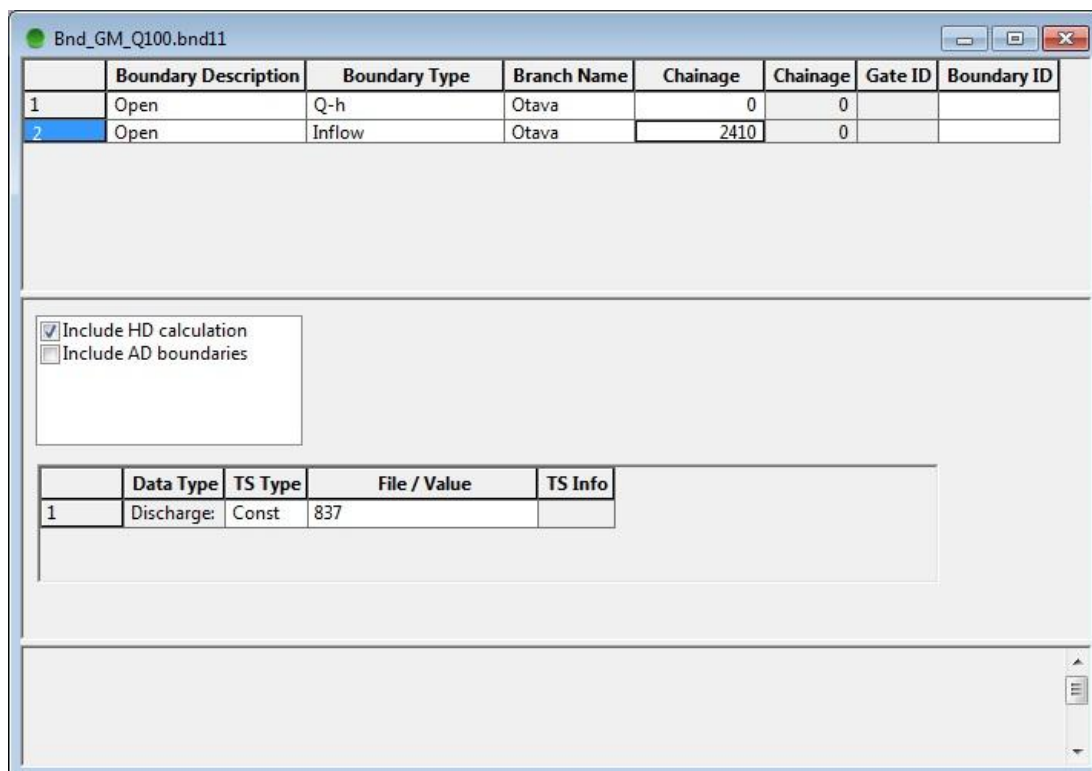 Bnd_GM_Q100.bnd11
Boundary Description Boundary Type Branch Name Chainage Chainage Gate ID Boundary ID
1 Open Q-h Otava 0 0
2 Open Inflow Otava 2410 0
Include HD calculation
Include AD boundaries
Data Type TS Type File / Value TS Info
1 Discharge: Const 837